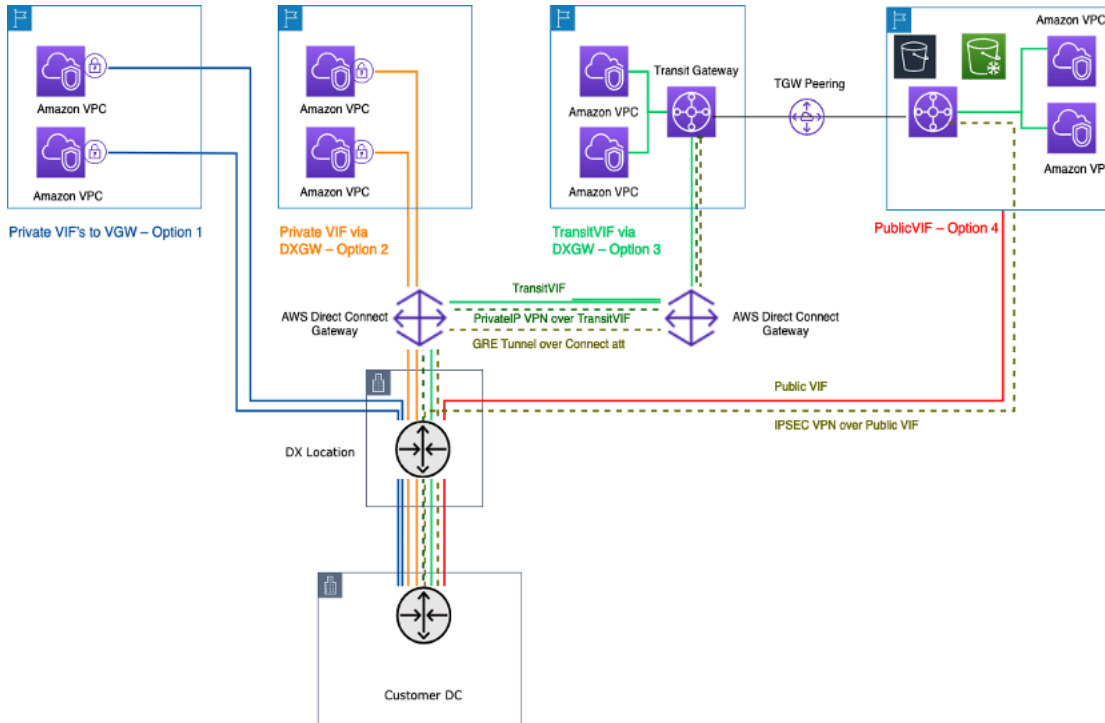 Amazon VPC
Amazon VPC
Private VIF's to VGW – Option 1
Amazon VPC
Amazon VPC
Private VIF via
DXGW – Option 2
Amazon VPC
Amazon VPC
Transit Gateway
TransitVIF via
DXGW – Option 3
TGW Peering
Amazon VPC
Amazon VP
PublicVIF – Option 4
AWS Direct Connect
Gateway
TransitVIF
PrivateIP VPN over TransitVIF
GRE Tunnel over Connect att
AWS Direct Connect
Gateway
Public VIF
IPSEC VPN over Public VIF
DX Location
Customer DC